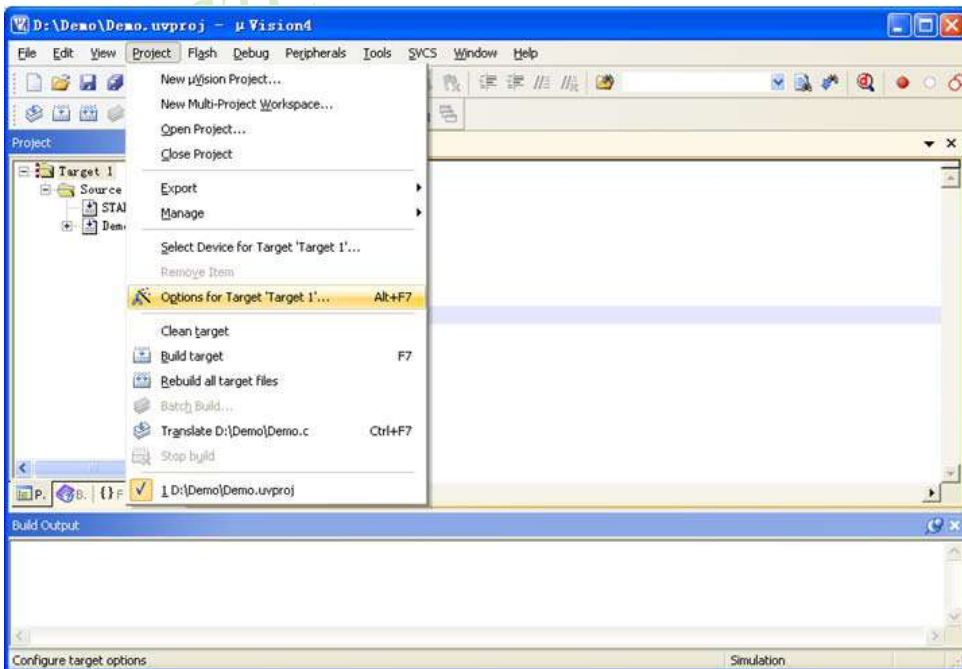 D:\Demo\Demo.uvproj - µVision4
File Edit View Project Flash Debug Peripherals Tools SVCS Window Help
Project
Target 1
Source
Demo
New µVision Project...
New Multi-Project Workspace...
Open Project...
Close Project
Export
Manage
Select Device for Target 'Target 1'...
Remove Item
Options for Target 'Target 1'... Alt+F7
Clean target
Build target F7
Rebuild all target files
Batch Build...
Translate D:\Demo\Demo.c Ctrl+F7
Stop build
1 D:\Demo\Demo.uvproj
P. B. {} F
Build Output
Configure target options Simulation